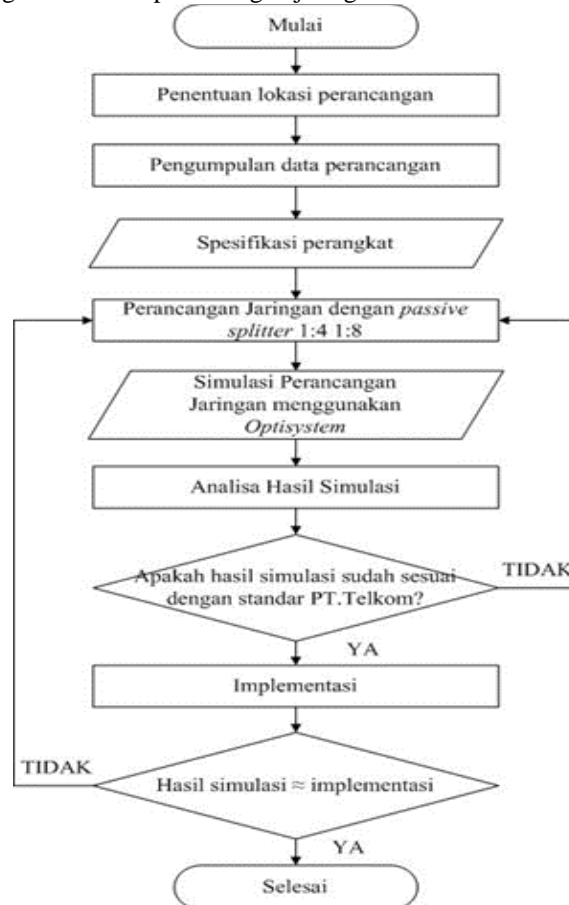 Mulai
Penentuan lokasi perancangan
Pengumpulan data perancangan
Spesifikasi perangkat
Perancangan Jaringan dengan passive
splitter 1:4 1:8
Simulasi Perancangan
Jaringan menggunakan
Optisystem
Analisa Hasil Simulasi
Apakah hasil simulasi sudah sesuai
dengan standar PT.Telkom?
TIDAK
YA
Implementasi
TIDAK
Hasil simulasi ≈ implementasi
YA
Selesai